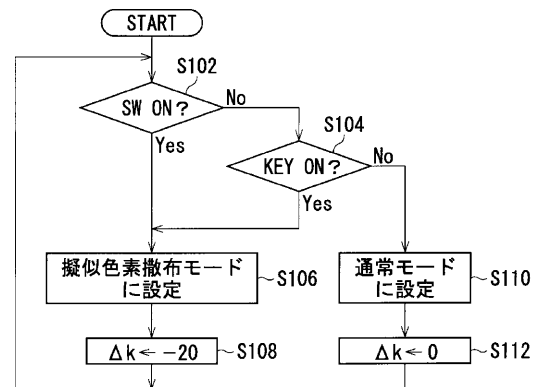 START
S102
SW ON?
No
Yes
S104
KEY ON?
No
Yes
擬似色素撒布モード
に設定
S106
通常モード
に設定
S110
Δk←-20
S108
Δk←0
S112